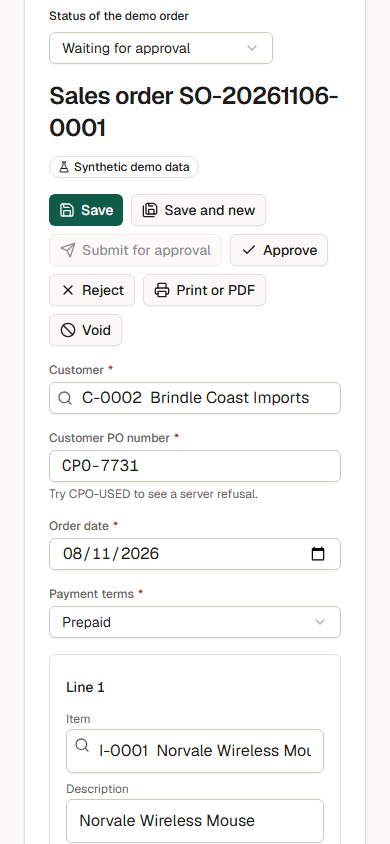 Status of the demo order
Waiting for approval
Sales order SO-20261106-
0001
Synthetic demo data
Save
Save and new
Submit for approval
Approve
Reject
Print or PDF
Void
Customer *
C-0002 Brindle Coast Imports
Customer PO number *
CPO-7731
Try CPO-USED to see a server refusal.
Order date *
08/11/2026
Payment terms *
Prepaid
Line 1
Item
I-0001 Norvale Wireless
Description
Norvale Wireless Mouse